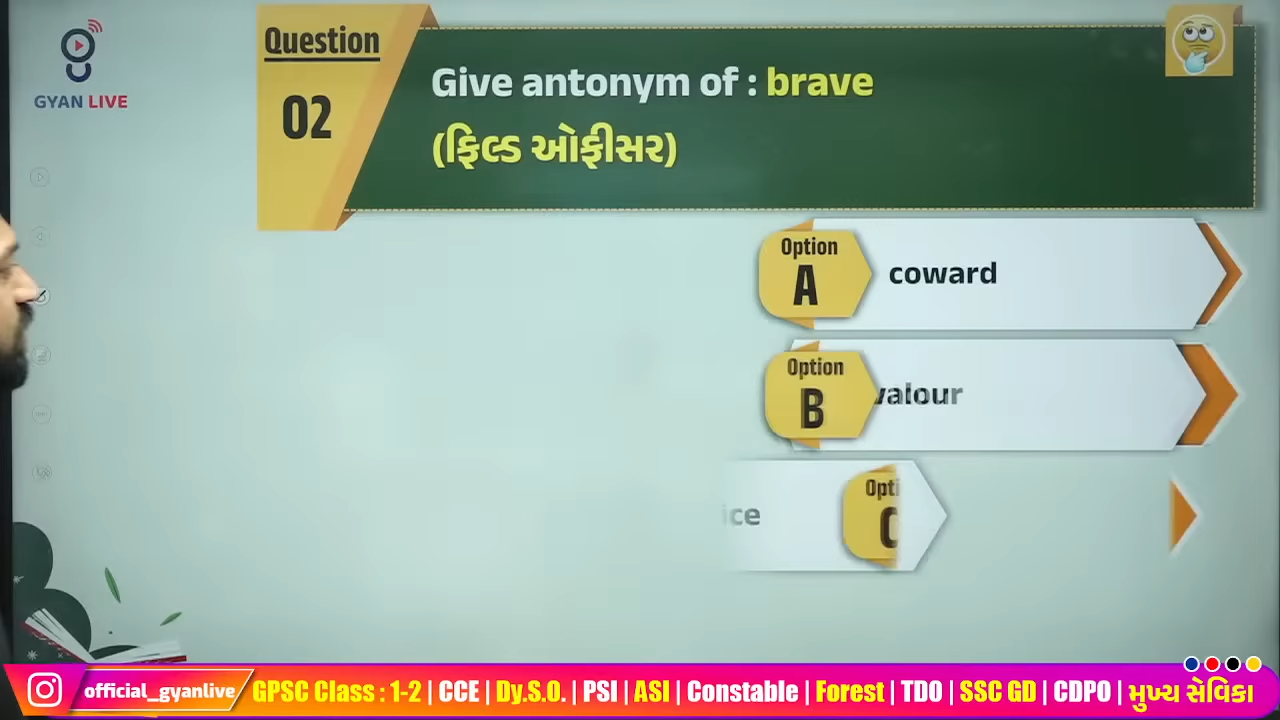 GYAN LIVE
Question
02
Give antonym of : brave
(ફિલ્ડ ઓફીસર)
Option
A
coward
Option
B
valour
official_gyanlive
GPSC Class : 1-2 | CCE | Dy.S.O. | PSI | ASI | Constable | Forest | TDO | SSC GD | CDPO | મુખ્ય સેવિકા